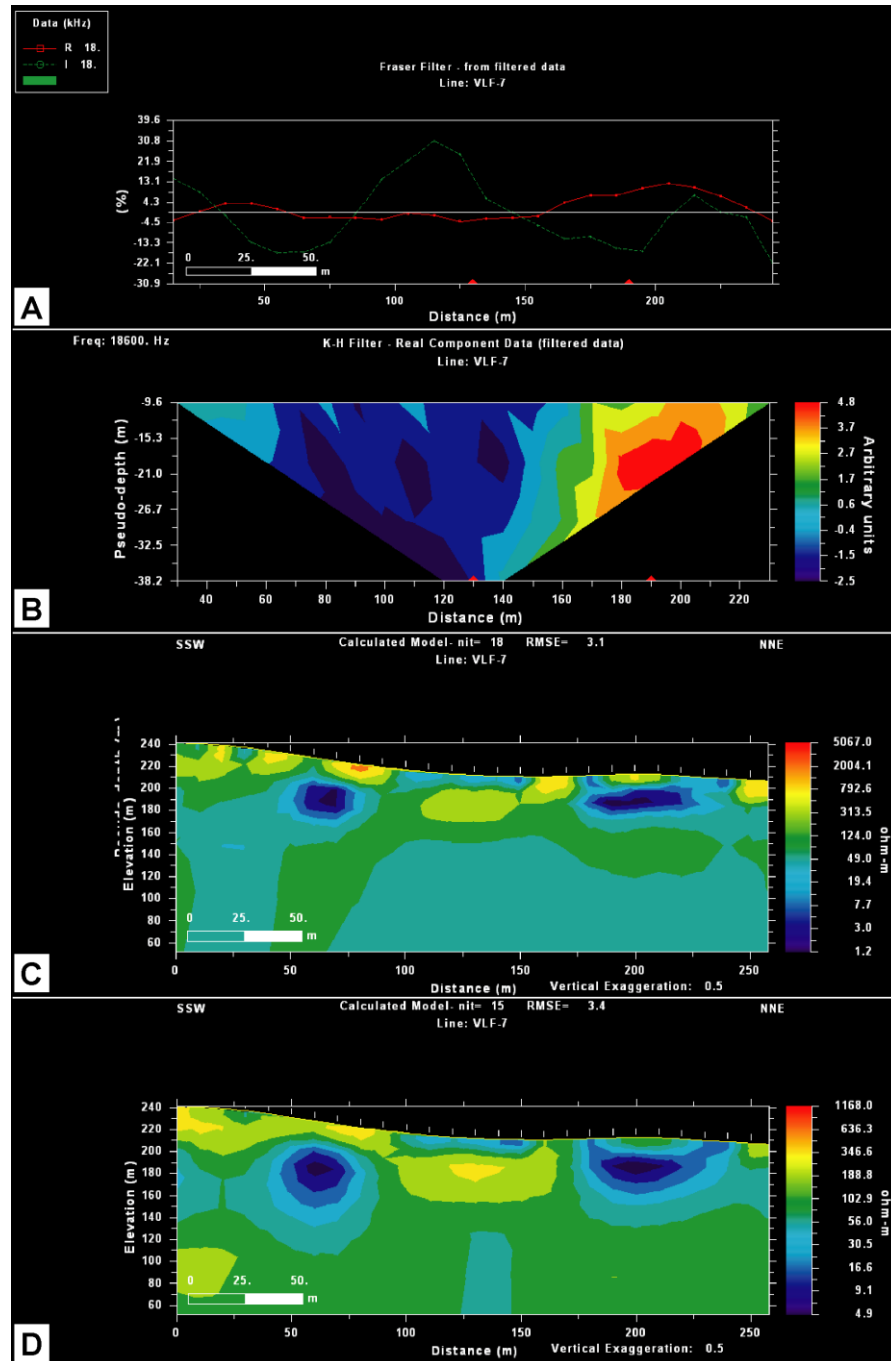 Data (kHz)
R 18.
I 18.
Fraser Filter - from filtered data
Line: VLF-7
39.6
30.8
21.9
13.1
4.3
-4.5
-13.3
-22.1
-30.9
(%)
0 25. 50.
m
50 100 150 200
Distance (m)
A
Freq: 18600. Hz
K-H Filter - Real Component Data (filtered data)
Line: VLF-7
-9.6
-15.3
-21.0
-26.7
-32.5
-38.2
Pseudo-depth (m)
40 60 80 100 120 140 160 180 200 220
Distance (m)
4.8
3.7
2.7
1.7
0.6
-0.4
-1.5
-2.5
Arbitrary units
B
SSW
Calculated Model- nit= 18 RMSE= 3.1
NNE
Line: VLF-7
240
220
200
180
160
140
120
100
80
60
Elevation (m)
0 25. 50.
m
0 50 100 150 200 250
Distance (m)
Vertical Exaggeration: 0.5
5067.0
2004.1
792.6
313.5
124.0
49.0
19.4
7.7
3.0
1.2
ohm-m
C
SSW
Calculated Model- nit= 15 RMSE= 3.4
NNE
Line: VLF-7
240
220
200
180
160
140
120
100
80
60
Elevation (m)
0 25. 50.
m
0 50 100 150 200 250
Distance (m)
Vertical Exaggeration: 0.5
1168.0
636.3
346.6
188.8
102.9
56.0
30.5
16.6
9.1
4.9
ohm-m
D